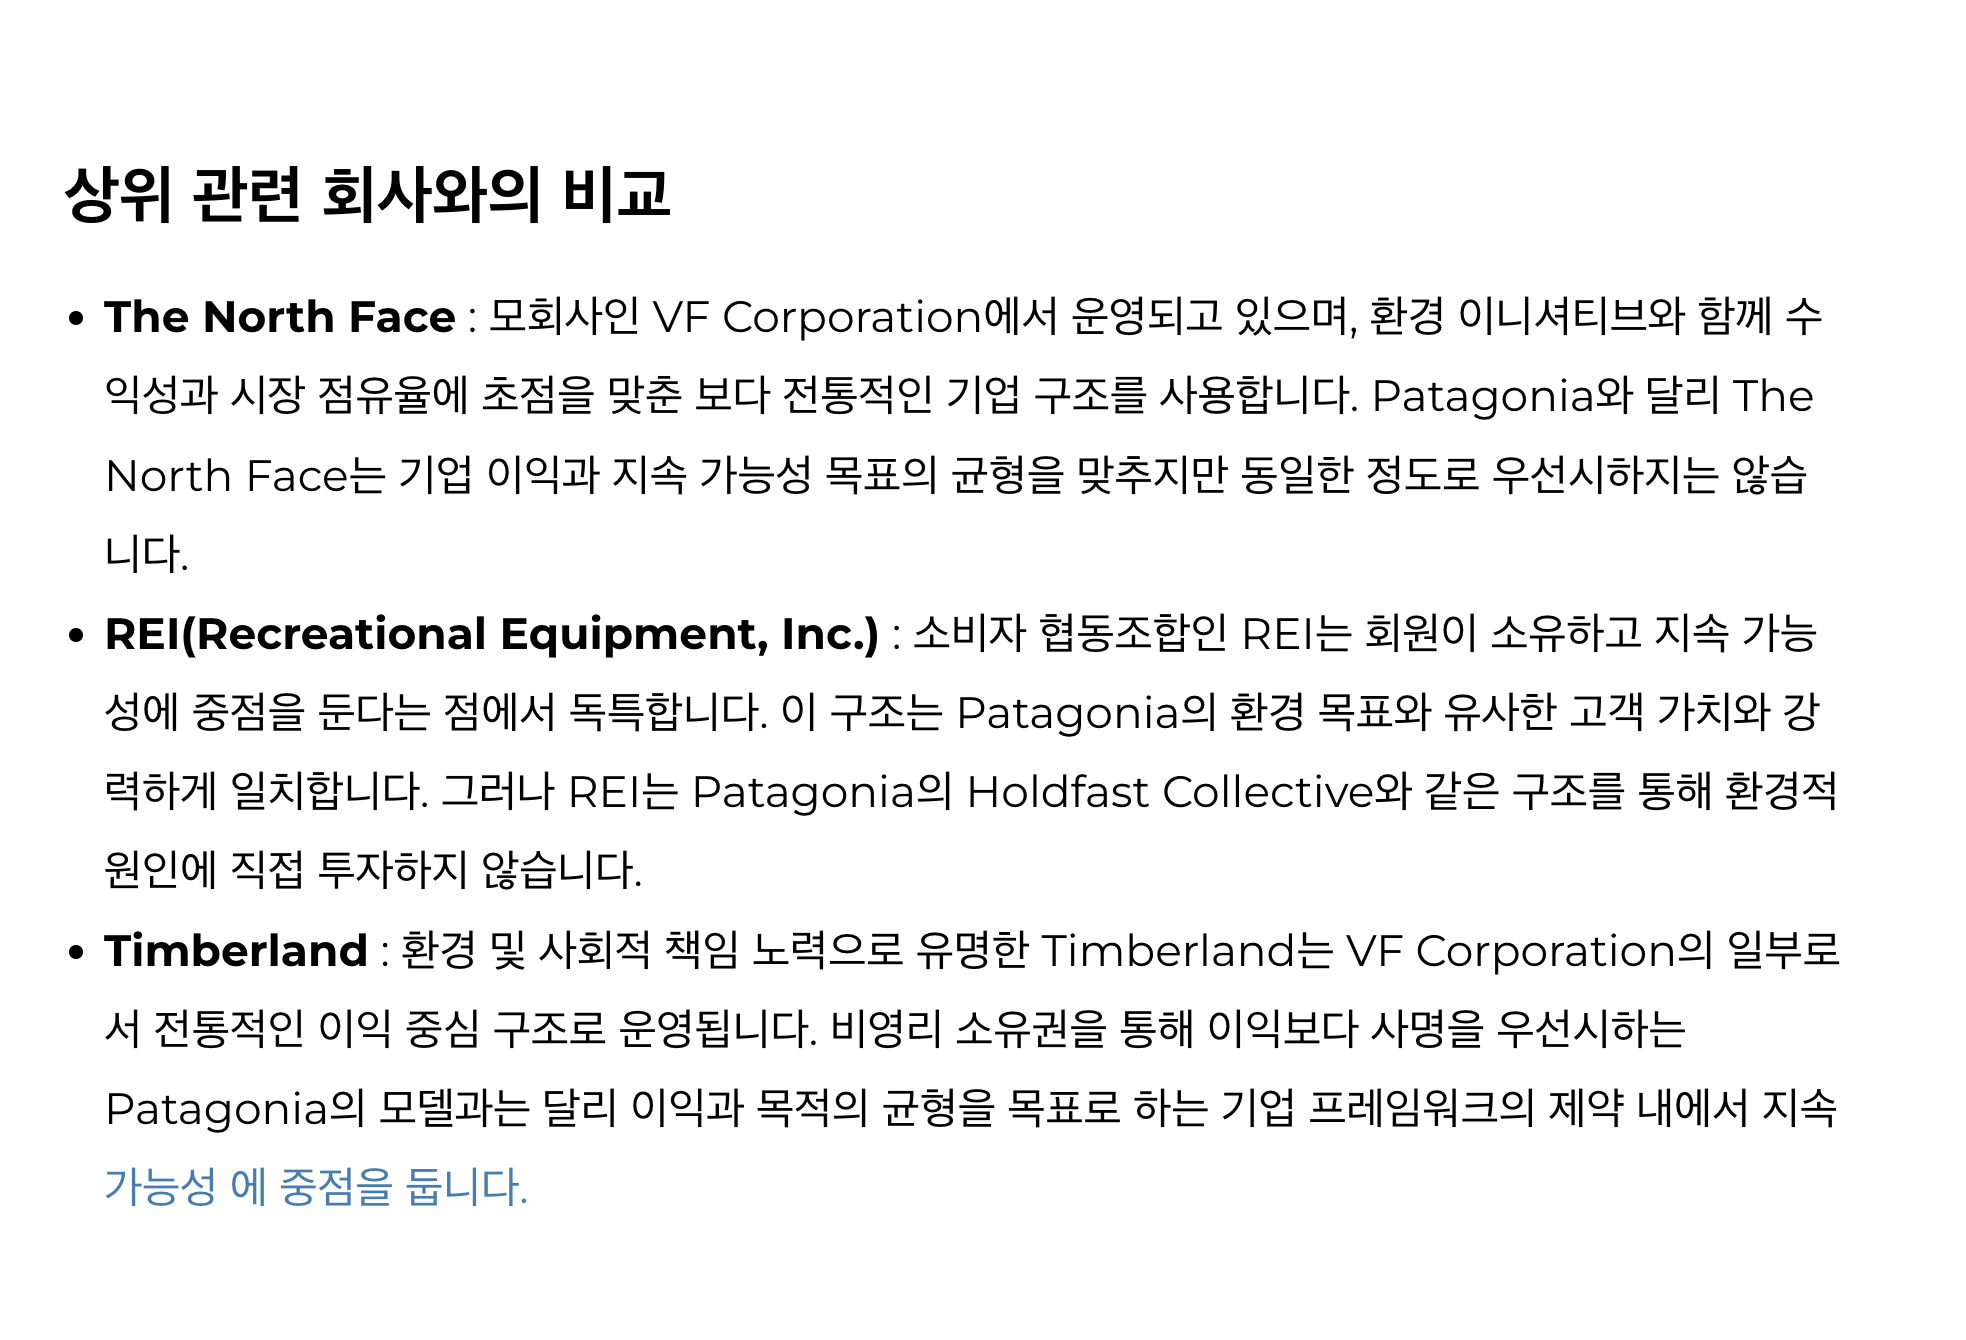 상위 관련 회사와의 비교
• The North Face : 모회사인 VF Corporation에서 운영되고 있으며, 환경 이니셔티브와 함께 수
익성과 시장 점유율에 초점을 맞춘 보다 전통적인 기업 구조를 사용합니다. Patagonia와 달리 The
North Face는 기업 이익과 지속 가능성 목표의 균형을 맞추지만 동일한 정도로 우선시하지는 않습
니다.
• REI(Recreational Equipment, Inc.) : 소비자 협동조합인 REI는 회원이 소유하고 지속 가능
성에 중점을 둔다는 점에서 독특합니다. 이 구조는 Patagonia의 환경 목표와 유사한 고객 가치와 강
력하게 일치합니다. 그러나 REI는 Patagonia의 Holdfast Collective와 같은 구조를 통해 환경적
원인에 직접 투자하지 않습니다.
• Timberland : 환경 및 사회적 책임 노력으로 유명한 Timberland는 VF Corporation의 일부로
서 전통적인 이익 중심 구조로 운영됩니다. 비영리 소유권을 통해 이익보다 사명을 우선시하는
Patagonia의 모델과는 달리 이익과 목적의 균형을 목표로 하는 기업 프레임워크의 제약 내에서 지속
가능성 에 중점을 둡니다.